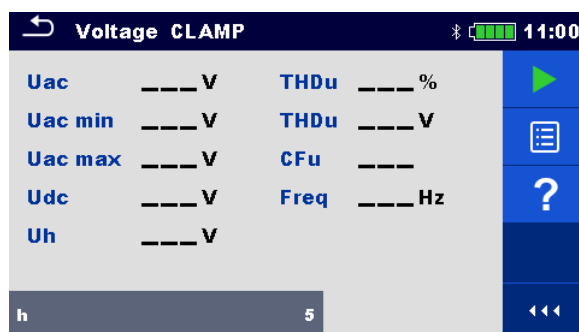 Voltage CLAMP 11:00
Uac ___V THDu ___%
Uac min ___V THDu ___V
Uac max ___V CFu ___
Udc ___V Freq ___Hz
Uh ___V
?
h 5